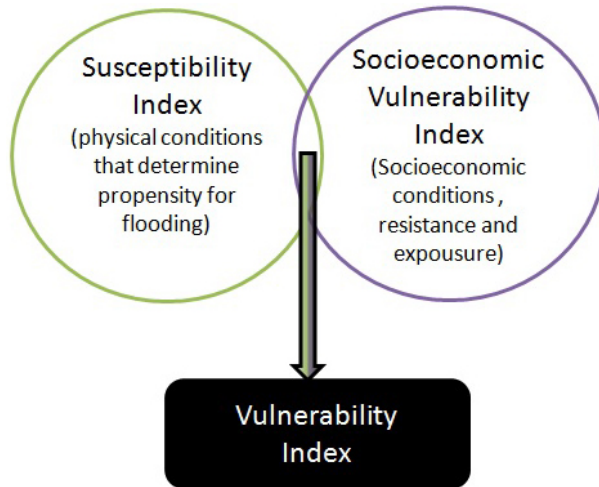 Susceptibility
Index
(physical conditions
that determine
propensity for
flooding)
Socioeconomic
Vulnerability
Index
(Socioeconomic
conditions ,
resistance and
expousure)
Vulnerability
Index